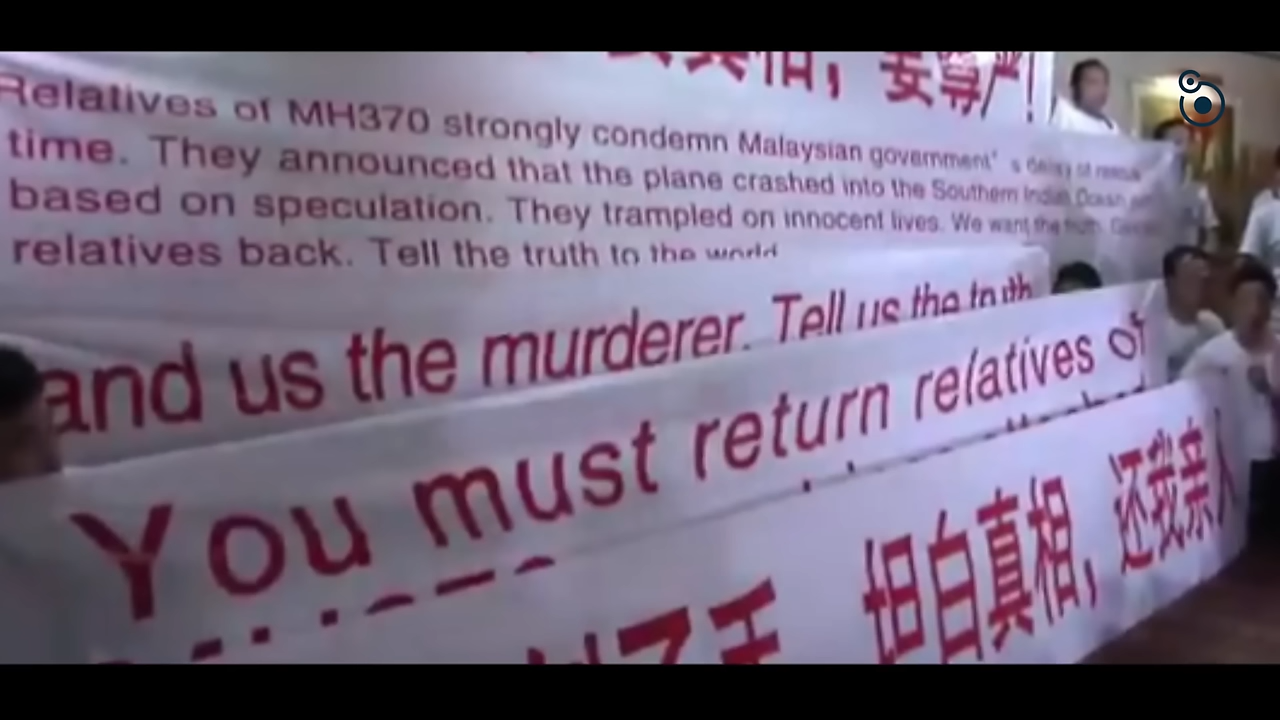 真相，要尊严！
Relatives of MH370 strongly condemn Malaysian government's delay of rescue
time. They announced that the plane crashed into the Southern Indian Ocean
based on speculation. They trampled on innocent lives. We want the truth.
relatives back. Tell the truth to the world
and us the murderer. Tell us the truth
You must return relatives of
坦白真相，还我亲人